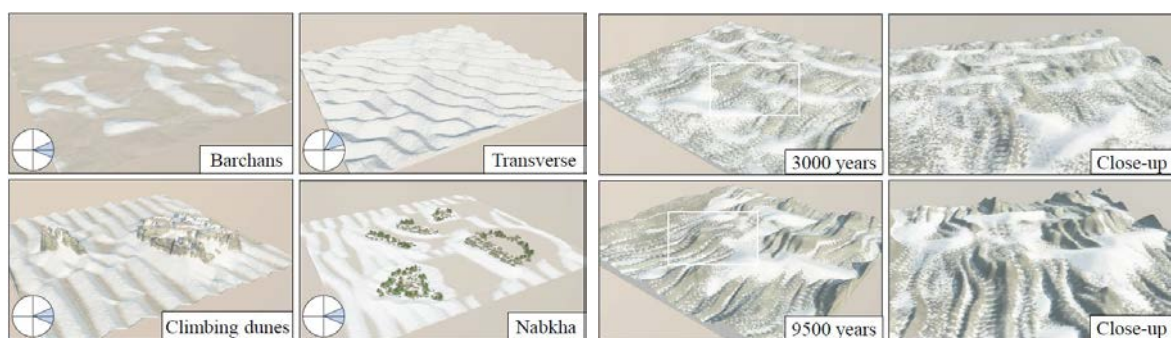 Barchans
Transverse
3000 years
Close-up
Climbing dunes
Nabkha
9500 years
Close-up